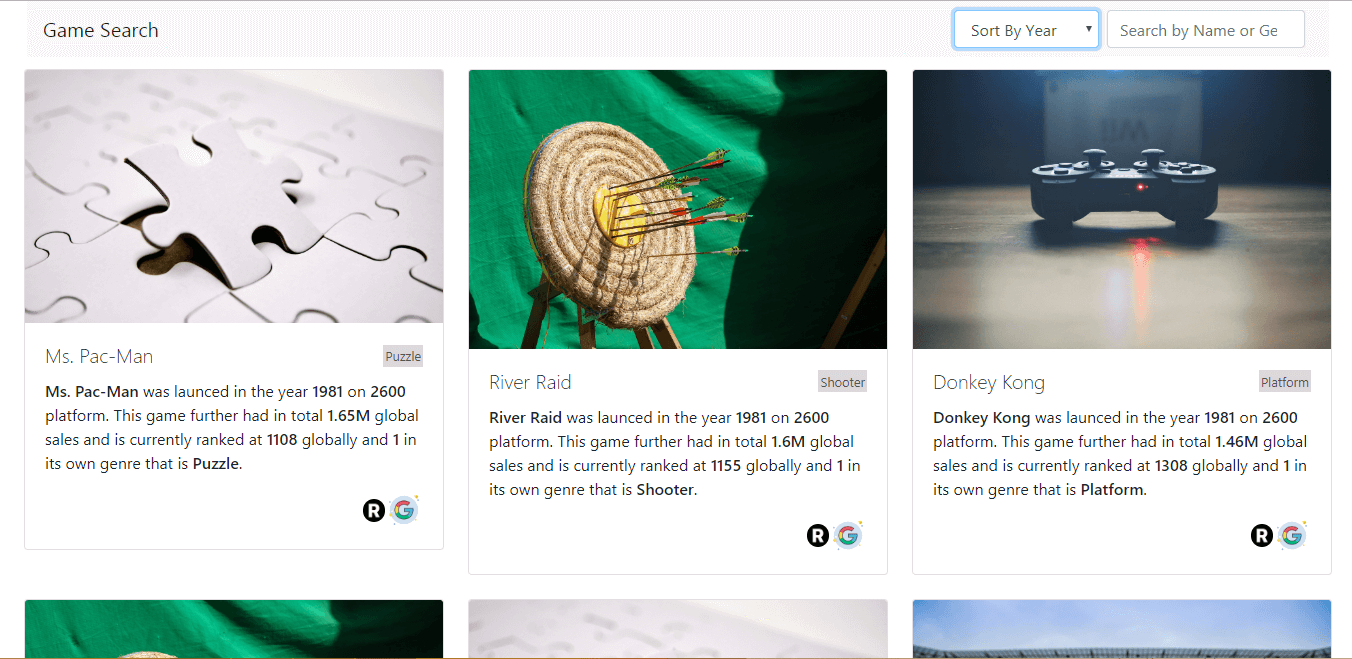 Game Search
Sort By Year
Search by Name or Ge
Ms. Pac-Man
Puzzle
Ms. Pac-Man was launced in the year 1981 on 2600
platform. This game further had in total 1.65M global
sales and is currently ranked at 1108 globally and 1 in
its own genre that is Puzzle.
R G
River Raid
Shooter
River Raid was launced in the year 1981 on 2600
platform. This game further had in total 1.6M global
sales and is currently ranked at 1155 globally and 1 in
its own genre that is Shooter.
R G
Wii
Donkey Kong
Platform
Donkey Kong was launced in the year 1981 on 2600
platform. This game further had in total 1.46M global
sales and is currently ranked at 1308 globally and 1 in
its own genre that is Platform.
R G